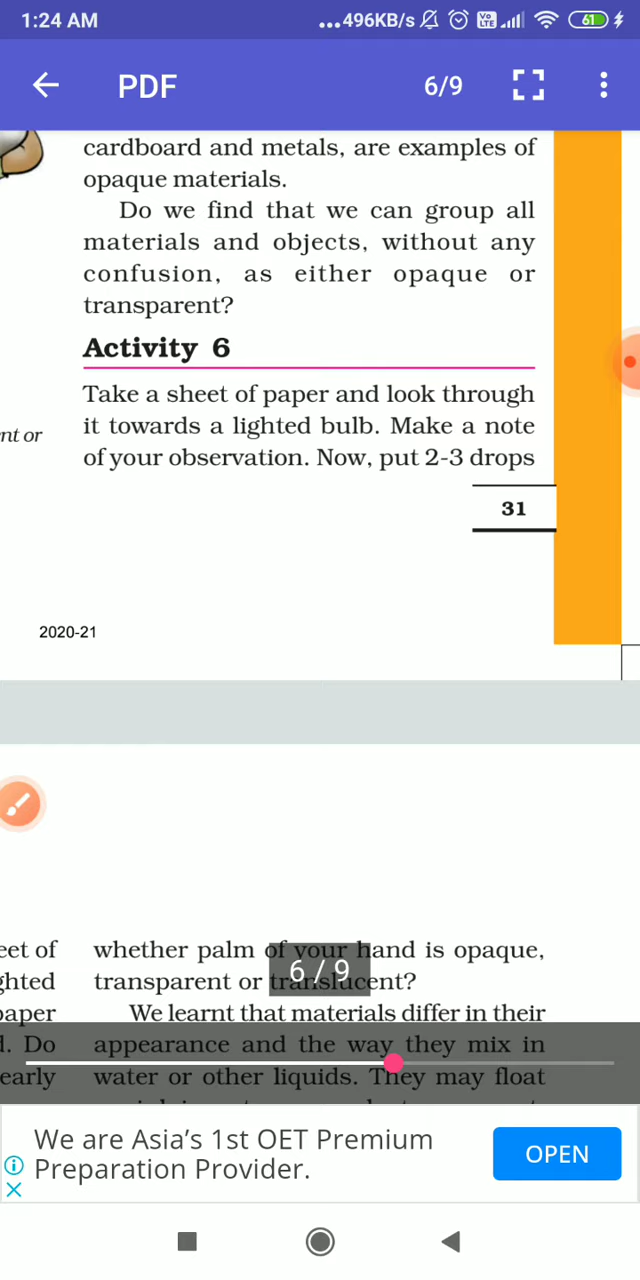 1:24 AM
...496KB/s
Vo
LTE
61
PDF
6/9
cardboard and metals, are examples of
opaque materials.
Do we find that we can group all
materials and objects, without any
confusion, as either opaque or
transparent?
Activity 6
Take a sheet of paper and look through
nt or
it towards a lighted bulb. Make a note
of your observation. Now, put 2-3 drops
31
2020-21
eet of
ghted
paper
. Do
early
whether palm of your hand is opaque,
transparent or translucent?
We learnt that materials differ in their
appearance and the way they mix in
water or other liquids. They may float
6 / 9
We are Asia's 1st OET Premium
Preparation Provider.
OPEN